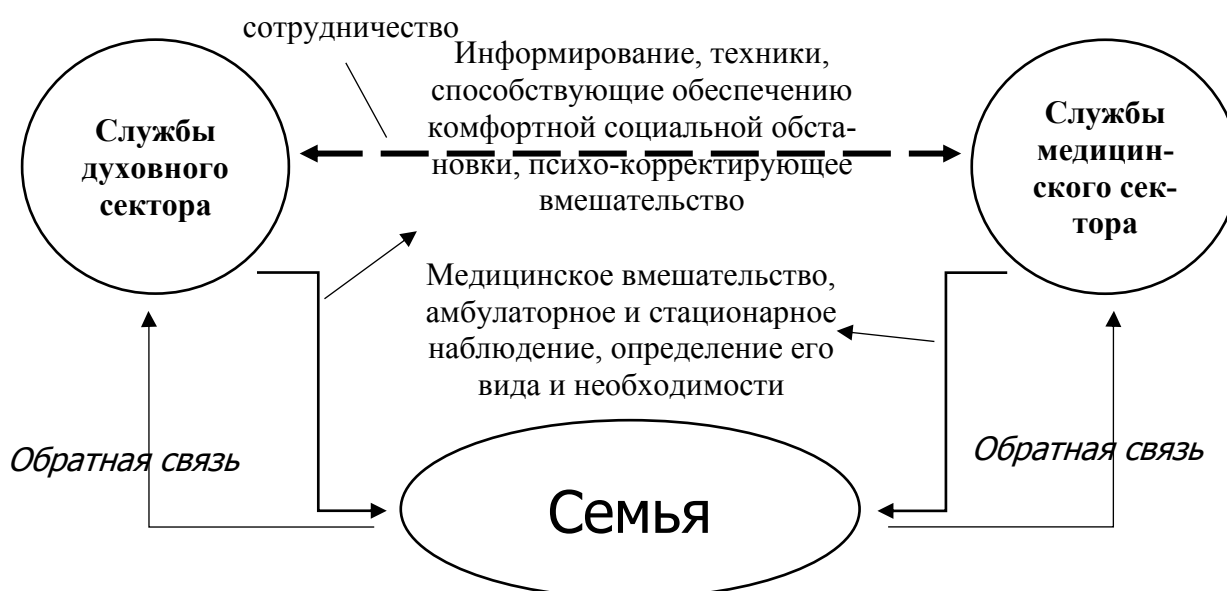 сотрудничество
Информирование, техники,
способствующие обеспечению
комфортной социальной обста-
новки, психо-корректирующее
вмешательство
Службы
духовного
сектора
Службы
медицин-
ского сек-
тора
Медицинское вмешательство,
амбулаторное и стационарное
наблюдение, определение его
вида и необходимости
Обратная связь
Обратная связь
Семья